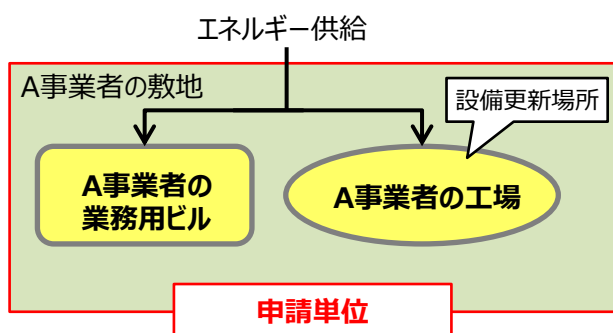 エネルギー供給
A事業者の敷地
設備更新場所
A事業者の
業務用ビル
A事業者の工場
申請単位